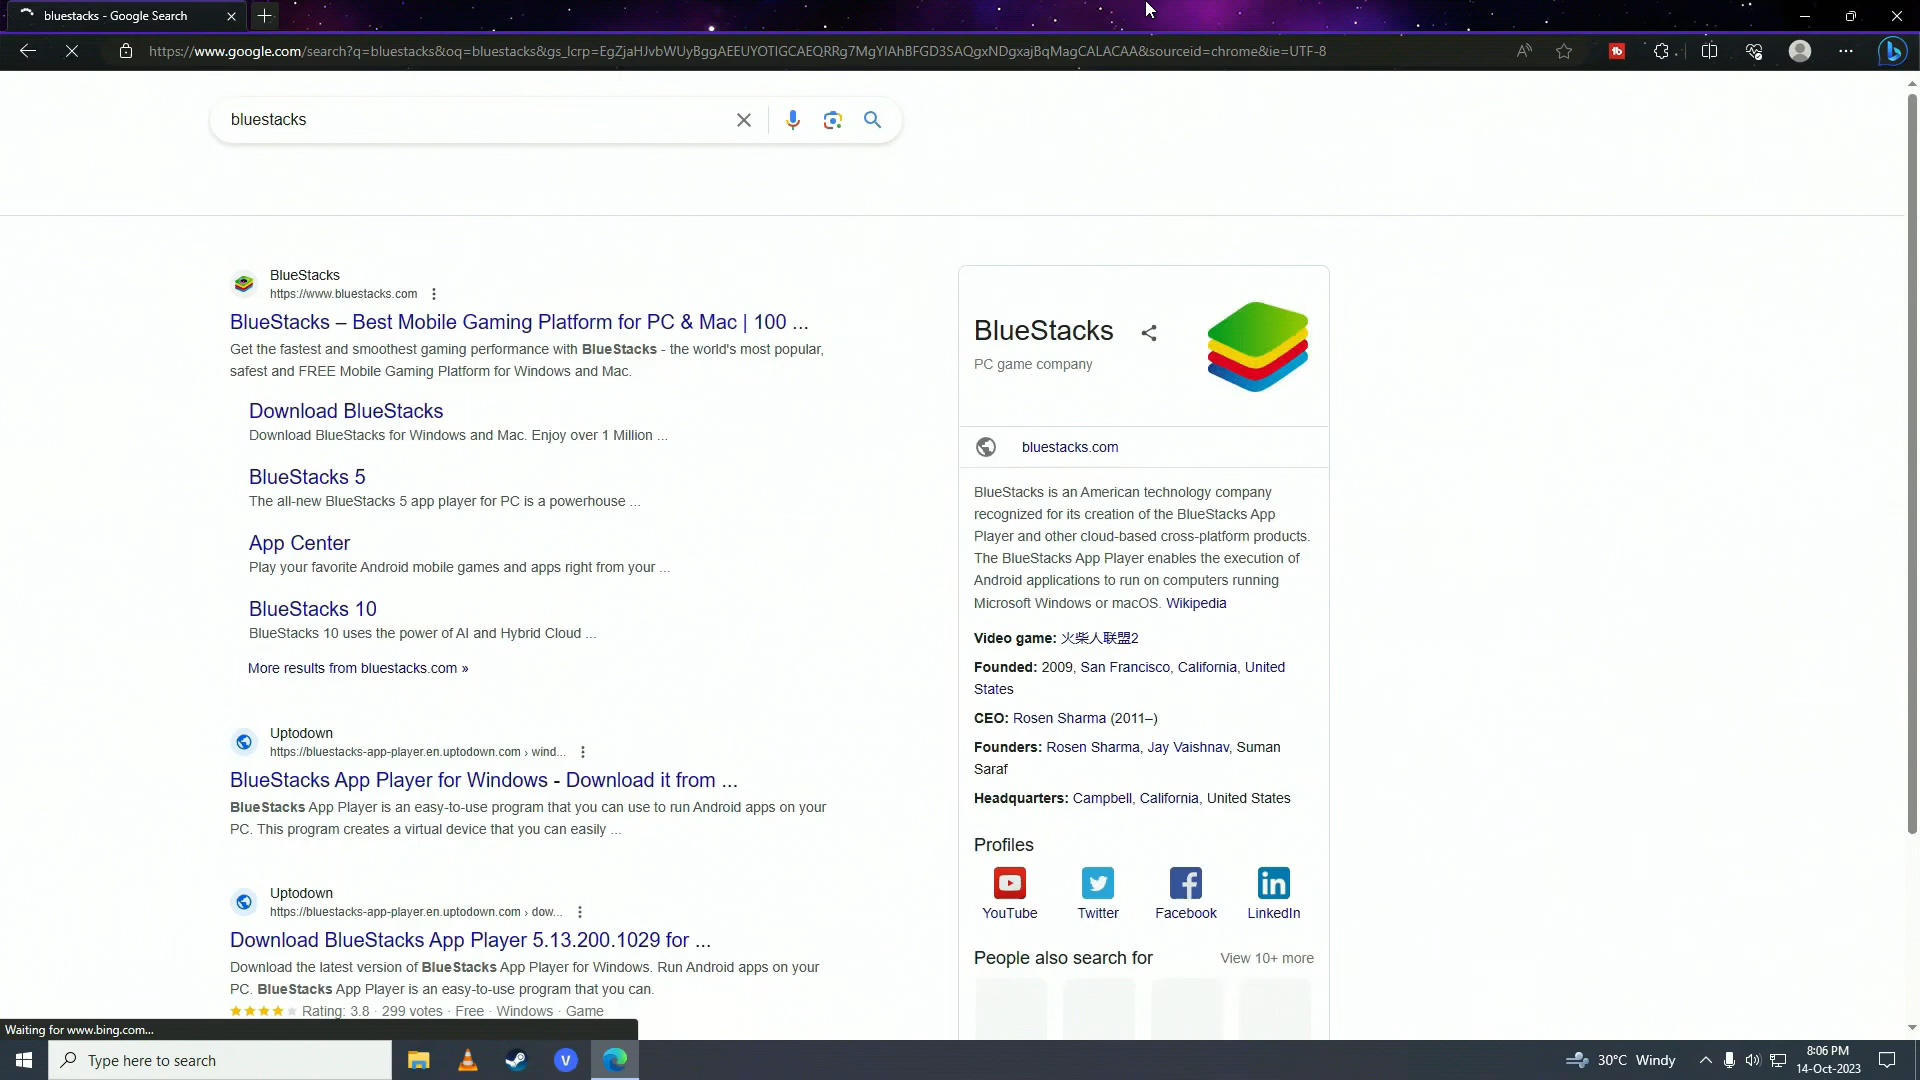 bluestacks - Google Search
https://www.google.com/search?q=bluestacks&oq=bluestacks&gs_lcrp=EgZjaHJvbWUyBggAEEUYOTIGCAEQRRg7MgYIAhBFGD3SAQgxNDgxajBqMagCALACAA&sourceid=chrome&ie=UTF-8
bluestacks
BlueStacks
https://www.bluestacks.com
BlueStacks – Best Mobile Gaming Platform for PC & Mac | 100 ...
Get the fastest and smoothest gaming performance with BlueStacks - the world's most popular,
safest and FREE Mobile Gaming Platform for Windows and Mac.
Download BlueStacks
Download BlueStacks for Windows and Mac. Enjoy over 1 Million ...
BlueStacks 5
The all-new BlueStacks 5 app player for PC is a powerhouse ...
App Center
Play your favorite Android mobile games and apps right from your ...
BlueStacks 10
BlueStacks 10 uses the power of AI and Hybrid Cloud ...
More results from bluestacks.com »
Uptodown
https://bluestacks-app-player.en.uptodown.com › wind...
BlueStacks App Player for Windows - Download it from ...
BlueStacks App Player is an easy-to-use program that you can use to run Android apps on your
PC. This program creates a virtual device that you can easily ...
Uptodown
https://bluestacks-app-player.en.uptodown.com › dow...
Download BlueStacks App Player 5.13.200.1029 for ...
Download the latest version of BlueStacks App Player for Windows. Run Android apps on your
PC. BlueStacks App Player is an easy-to-use program that you can.
Rating: 3.8 · 299 votes · Free · Windows · Game
BlueStacks
PC game company
bluestacks.com
BlueStacks is an American technology company
recognized for its creation of the BlueStacks App
Player and other cloud-based cross-platform products.
The BlueStacks App Player enables the execution of
Android applications to run on computers running
Microsoft Windows or macOS. Wikipedia
Video game: 火柴人联盟2
Founded: 2009, San Francisco, California, United
States
CEO: Rosen Sharma (2011–)
Founders: Rosen Sharma, Jay Vaishnav, Suman
Saraf
Headquarters: Campbell, California, United States
Profiles
YouTube
Twitter
Facebook
LinkedIn
People also search for
View 10+ more
Waiting for www.bing.com...
Type here to search
V
30°C Windy
8:06 PM
14-Oct-2023